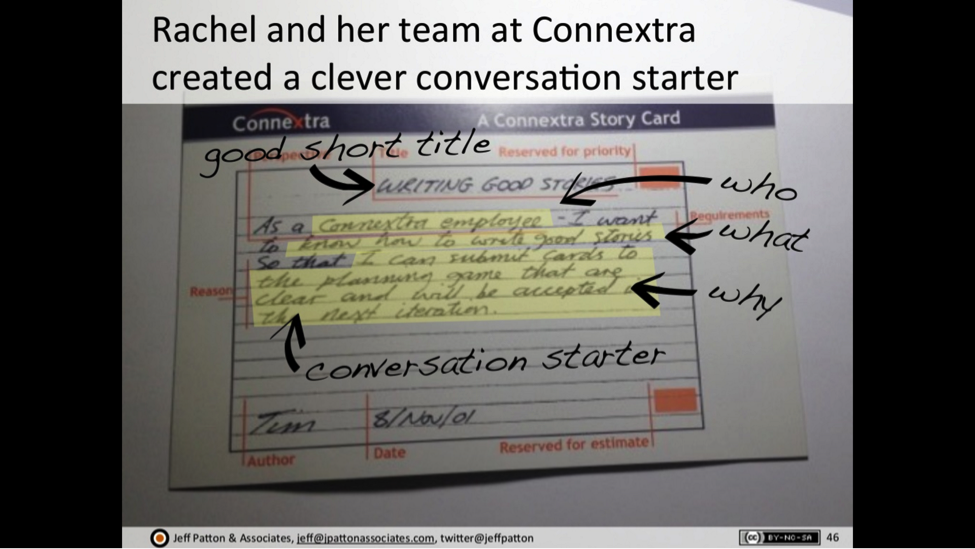 Rachel and her team at Connextra
created a clever conversation starter
Connextra A Connextra Story Card
good short title
Title Reserved for priority
WRITING GOOD STORIES
who
As a Connextra employee - I want
Requirements
to know how to write good stories
what
So that I can submit cards to
the planning game that are
Reason
clear and will be accepted
why
the next iteration.
conversation starter
Tim 8/Nov/01
Author Date Reserved for estimate
Jeff Patton & Associates, jeff@jpattonassociates.com, twitter@jeffpatton
cc BY-NC-SA 46